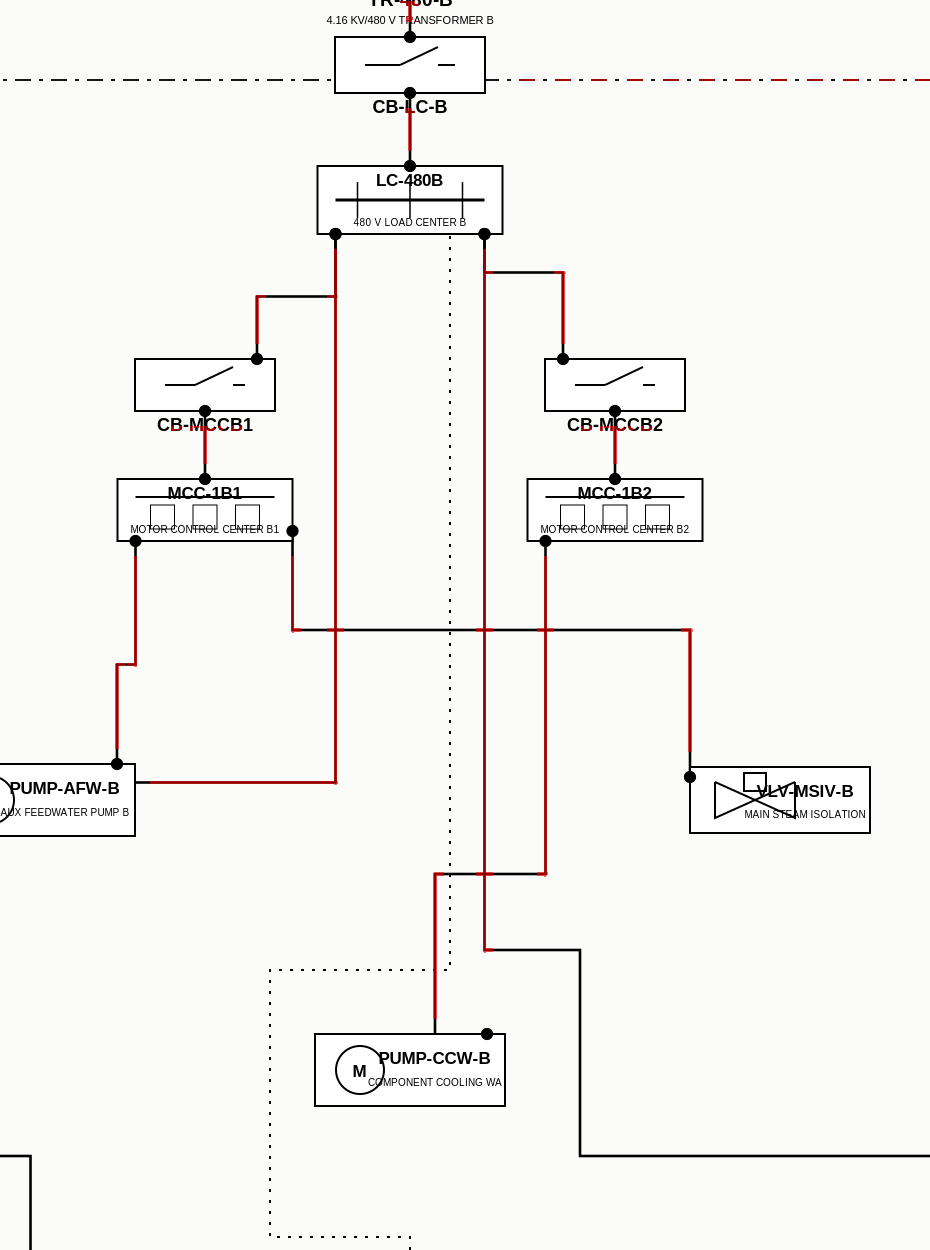 TR-480-B
4.16 KV/480 V TRANSFORMER B
CB-LC-B
LC-480B
480 V LOAD CENTER B
CB-MCCB1
CB-MCCB2
MCC-1B1
MOTOR CONTROL CENTER B1
MCC-1B2
MOTOR CONTROL CENTER B2
PUMP-AFW-B
AUX FEEDWATER PUMP B
VLV-MSIV-B
MAIN STEAM ISOLATION
M
PUMP-CCW-B
COMPONENT COOLING WA